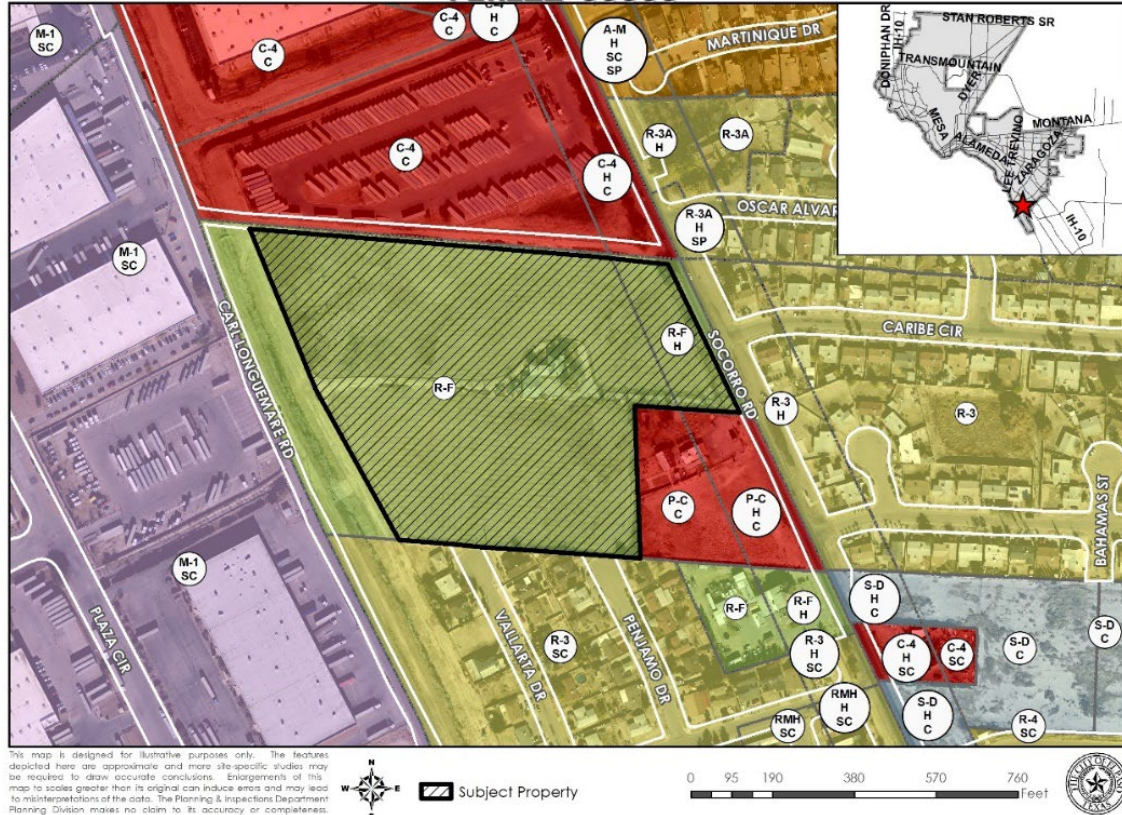 M-1
SC
C-4
C
C-4
C
H
C
A-M
H
SC
SP
MARTINIQUE DR
STAN ROBERTS SR
DONIPHAN DR
IH-10
TRANSMOUNTAIN
DYER
MESA
MONTANA
ALAMEDA
LEE TREVINO
ZARAGOZA
IH-10
R-3A
H
R-3A
C-4
C
C-4
H
C
OSCAR ALVAR
R-3A
H
SP
M-1
SC
CARL LONGUEMARE RD
R-F
H
SOCORRO RD
CARIBE CIR
R-F
R-3
H
R-3
P-C
C
P-C
H
C
BAHAMAS ST
M-1
SC
PLAZA CIR
VALLARTA DR
R-3
SC
PENJAMO DR
R-F
R-F
H
R-3
H
SC
S-D
H
C
C-4
H
SC
C-4
SC
S-D
C
S-D
C
RMH
SC
RMH
H
SC
S-D
H
C
R-4
SC
This map is designed for illustrative purposes only. The features
depicted here are approximate and more site-specific studies may
be required to draw accurate conclusions. Enlargements of this
map to scales greater than its original can induce errors and may lead
to misinterpretations of the data. The Planning & Inspections Department
Planning Division makes no claim to its accuracy or completeness.
N
E
S
W
Subject Property
0 95 190 380 570 760
Feet
TEXAS